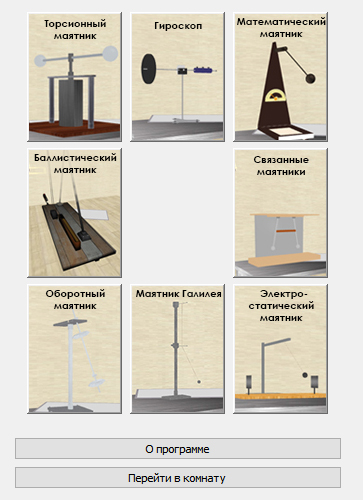 Торсионный
маятник
Гироскоп
Математический
маятник
Баллистический
маятник
Связанные
маятники
Оборотный
маятник
Маятник Галилея
Электро-
статический
маятник
О программе
Перейти в комнату